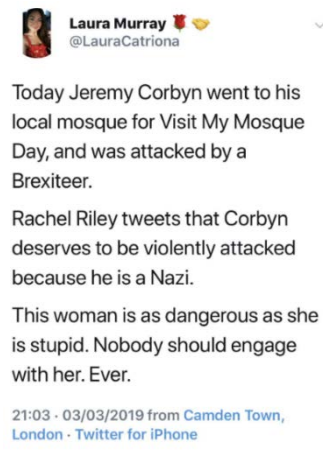 Laura Murray 🌹 🤝
@LauraCatriona
Today Jeremy Corbyn went to his
local mosque for Visit My Mosque
Day, and was attacked by a
Brexiteer.
Rachel Riley tweets that Corbyn
deserves to be violently attacked
because he is a Nazi.
This woman is as dangerous as she
is stupid. Nobody should engage
with her. Ever.
21:03 · 03/03/2019 from Camden Town,
London · Twitter for iPhone